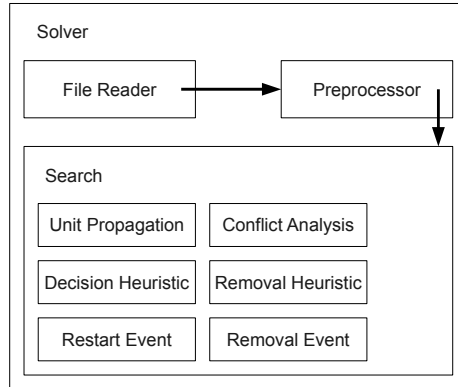 Solver
File Reader
Preprocessor
Search
Unit Propagation
Conflict Analysis
Decision Heuristic
Removal Heuristic
Restart Event
Removal Event